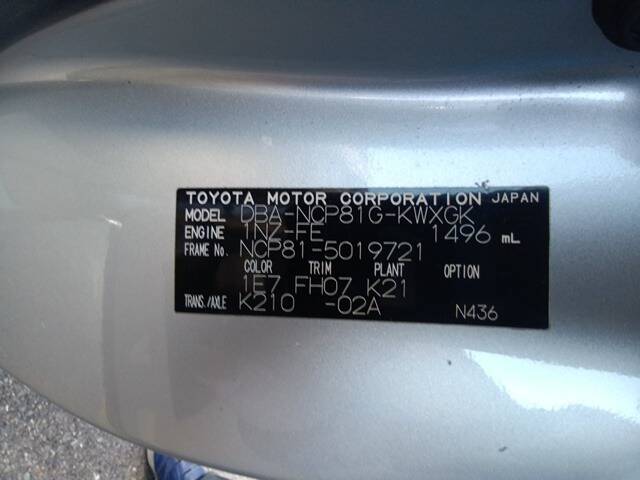 TOYOTA MOTOR CORPORATION JAPAN
MODEL DBA-NCP81G-KWXGK
ENGINE 1NZ-FE 1496 mL
FRAME No. NCP81-5019721
COLOR TRIM PLANT OPTION
1E7 FH07 K21
TRANS./AXLE K210 -02A N436